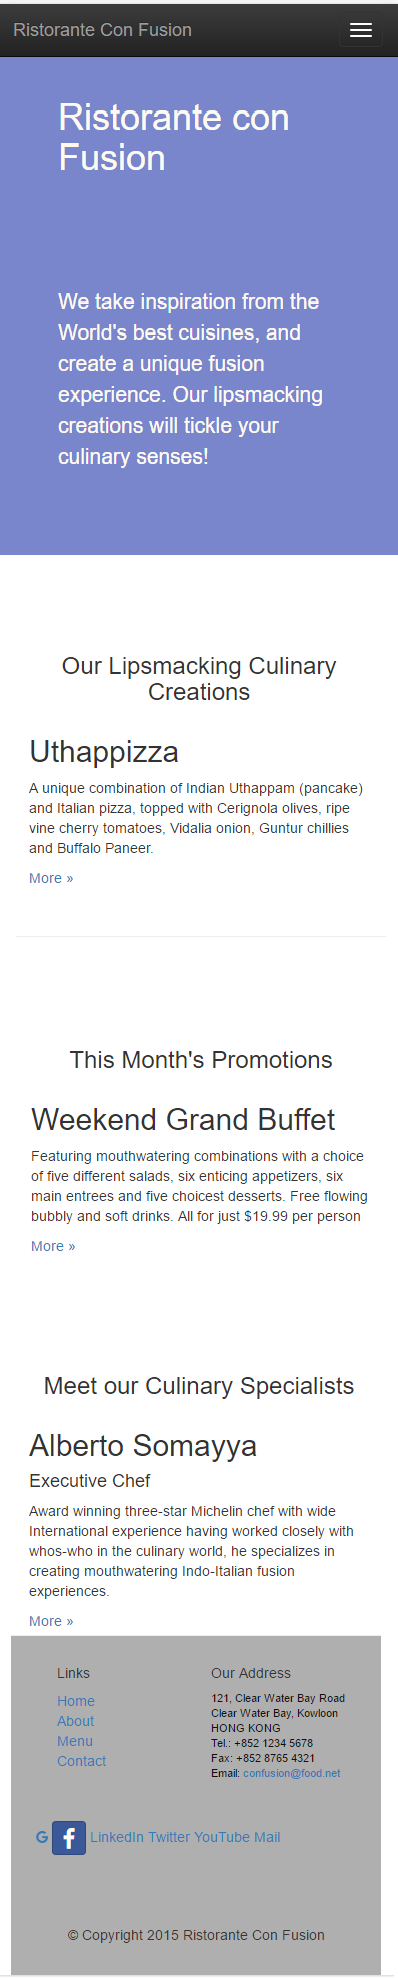 Ristorante Con Fusion
Ristorante con
Fusion
We take inspiration from the
World's best cuisines, and
create a unique fusion
experience. Our lipsmacking
creations will tickle your
culinary senses!
Our Lipsmacking Culinary
Creations
Uthappizza
A unique combination of Indian Uthappam (pancake)
and Italian pizza, topped with Cerignola olives, ripe
vine cherry tomatoes, Vidalia onion, Guntur chillies
and Buffalo Paneer.
More »
This Month's Promotions
Weekend Grand Buffet
Featuring mouthwatering combinations with a choice
of five different salads, six enticing appetizers, six
main entrees and five choicest desserts. Free flowing
bubbly and soft drinks. All for just $19.99 per person
More »
Meet our Culinary Specialists
Alberto Somayya
Executive Chef
Award winning three-star Michelin chef with wide
International experience having worked closely with
whos-who in the culinary world, he specializes in
creating mouthwatering Indo-Italian fusion
experiences.
More »
Links
Home
About
Menu
Contact
Our Address
121, Clear Water Bay Road
Clear Water Bay, Kowloon
HONG KONG
Tel.: +852 1234 5678
Fax: +852 8765 4321
Email: confusion@food.net
G f LinkedIn Twitter YouTube Mail
© Copyright 2015 Ristorante Con Fusion